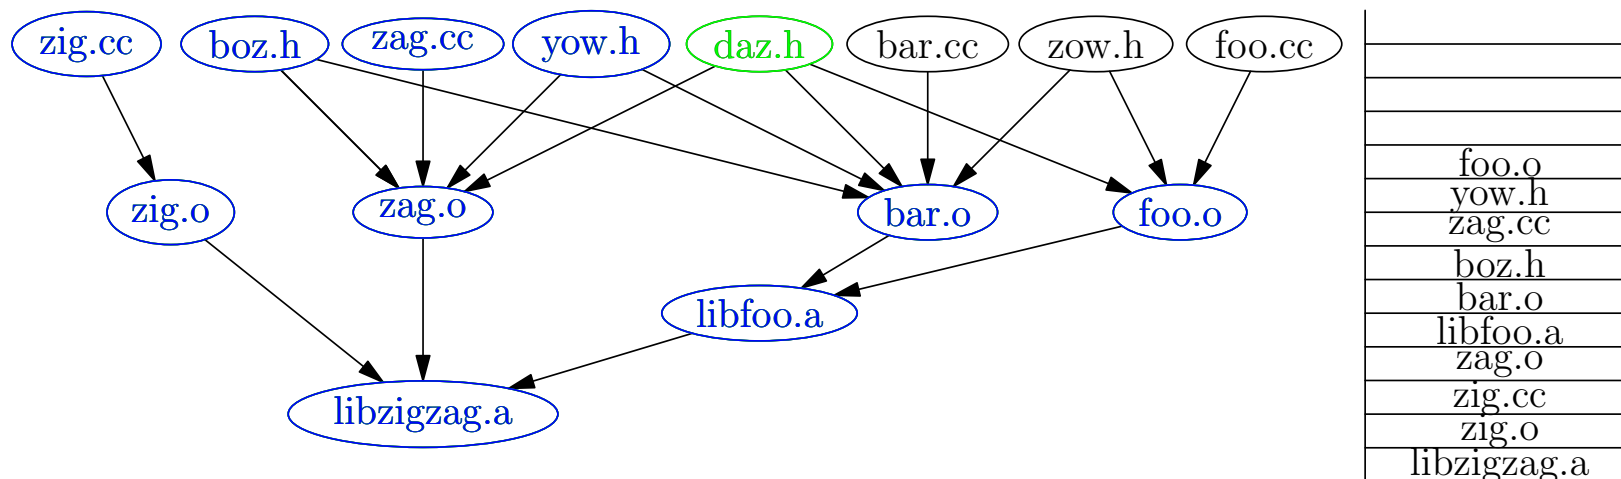 zig.cc boz.h zag.cc yow.h daz.h bar.cc zow.h foo.cc
zig.o zag.o bar.o foo.o
libfoo.a
libzigzag.a
foo.o
yow.h
zag.cc
boz.h
bar.o
libfoo.a
zag.o
zig.cc
zig.o
libzigzag.a